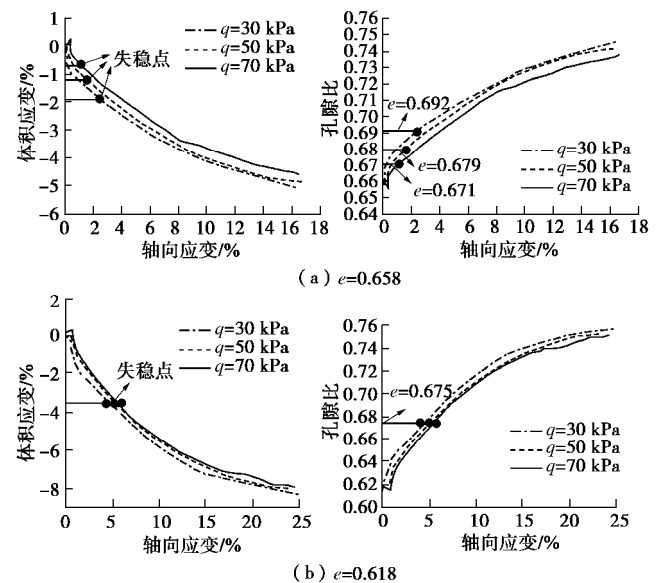 体积应变/%
1
0
−1
−2
−3
−4
−5
−6
0 2 4 6 8 10 12 14 16 18
轴向应变/%
q=30 kPa
q=50 kPa
q=70 kPa
失稳点
孔隙比
0.76
0.74
0.72
0.70
0.69
0.68
0.67
0.66
0.64
0 2 4 6 8 10 12 14 16 18
轴向应变/%
e=0.692
e=0.679
e=0.671
q=30 kPa
q=50 kPa
q=70 kPa
（a）e=0.658
体积应变/%
2
0
−2
−4
−6
−8
0 5 10 15 20 25
轴向应变/%
q=30 kPa
q=50 kPa
q=70 kPa
失稳点
孔隙比
0.76
0.74
0.72
0.70
0.68
0.66
0.64
0.62
0.60
0 5 10 15 20 25
轴向应变/%
e=0.675
q=30 kPa
q=50 kPa
q=70 kPa
（b）e=0.618